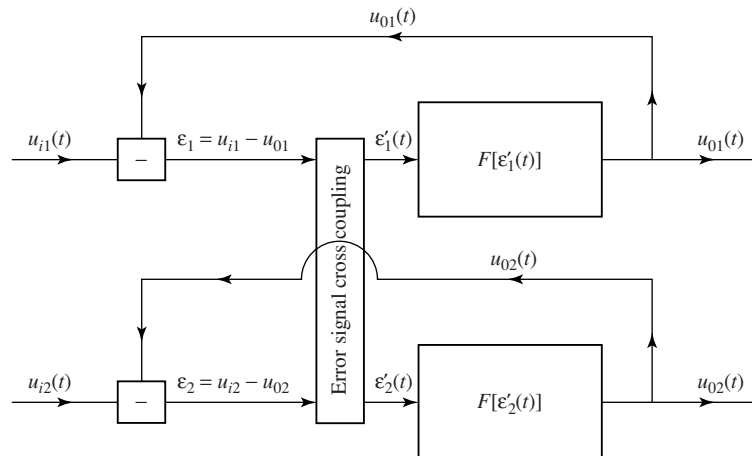 u₀₁(t)
uᵢ₁(t)
−
ε₁ = uᵢ₁ − u₀₁
ε′₁(t)
F[ε′₁(t)]
u₀₁(t)
Error signal cross coupling
u₀₂(t)
uᵢ₂(t)
−
ε₂ = uᵢ₂ − u₀₂
ε′₂(t)
F[ε′₂(t)]
u₀₂(t)